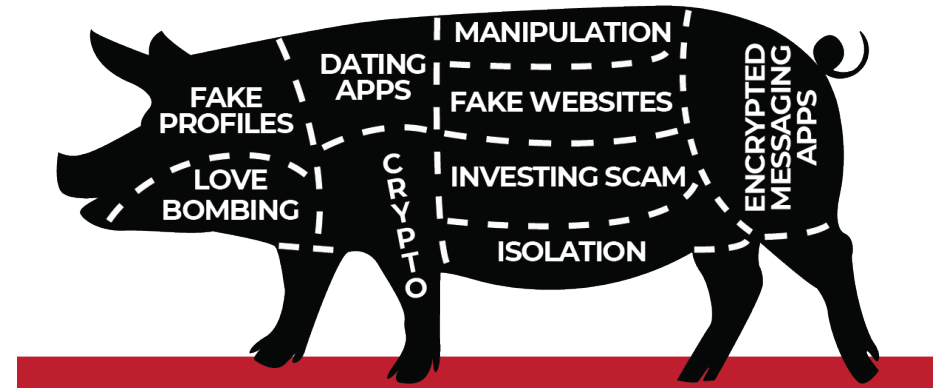 FAKE
PROFILES
LOVE
BOMBING
DATING
APPS
CRYPTO
MANIPULATION
FAKE WEBSITES
INVESTING SCAM
ISOLATION
ENCRYPTED
MESSAGING
APPS